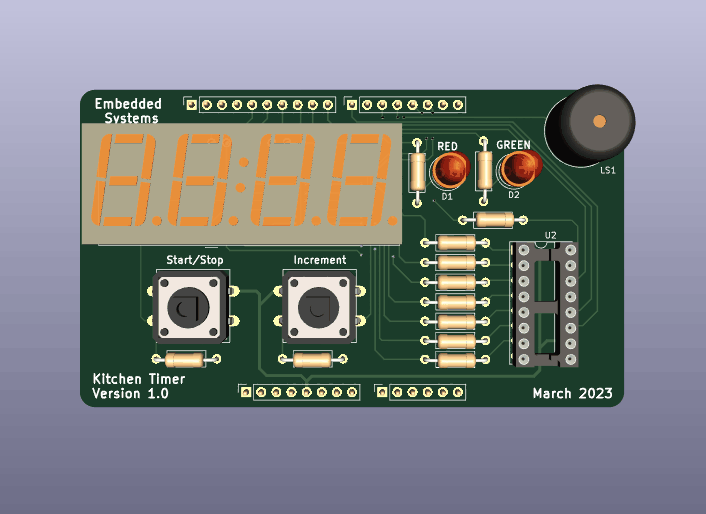 Embedded
Systems
RED
GREEN
D1
D2
LS1
U2
Start/Stop
Increment
Kitchen Timer
Version 1.0
March 2023